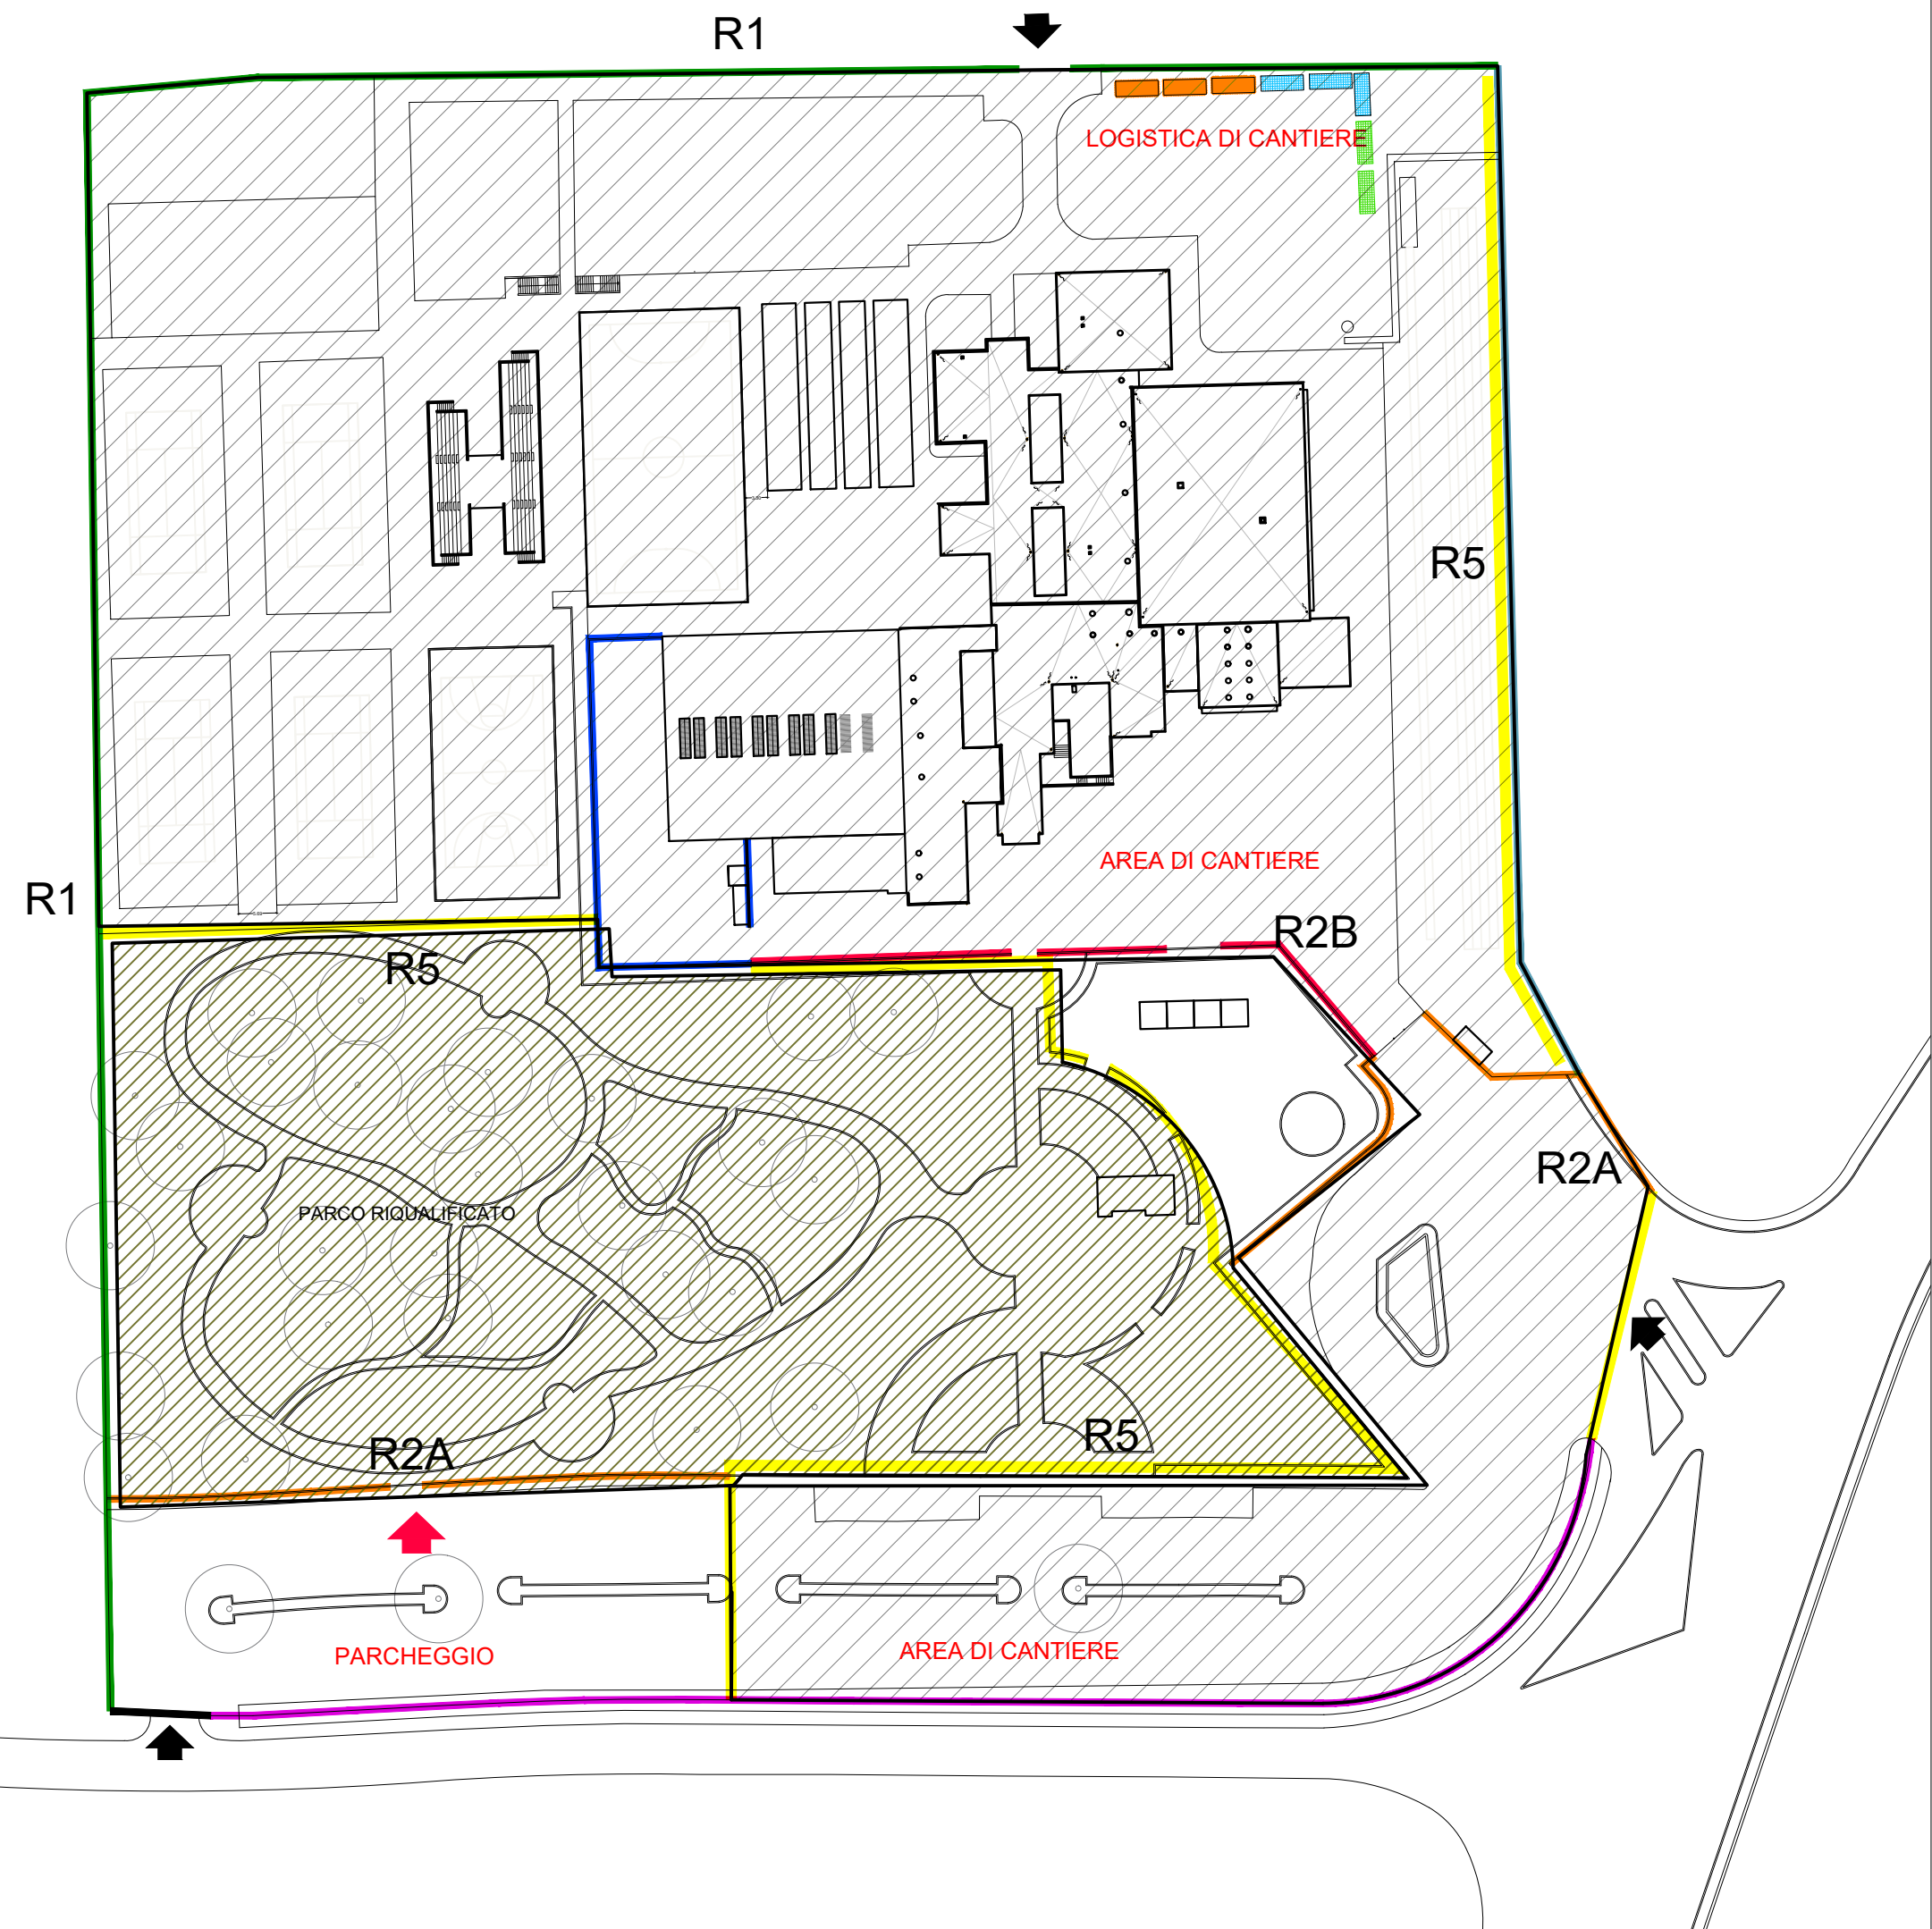 R1
LOGISTICA DI CANTIERE
R5
AREA DI CANTIERE
R1
R2B
R5
R2A
PARCO RIQUALIFICATO
R5
R2A
PARCHEGGIO
AREA DI CANTIERE